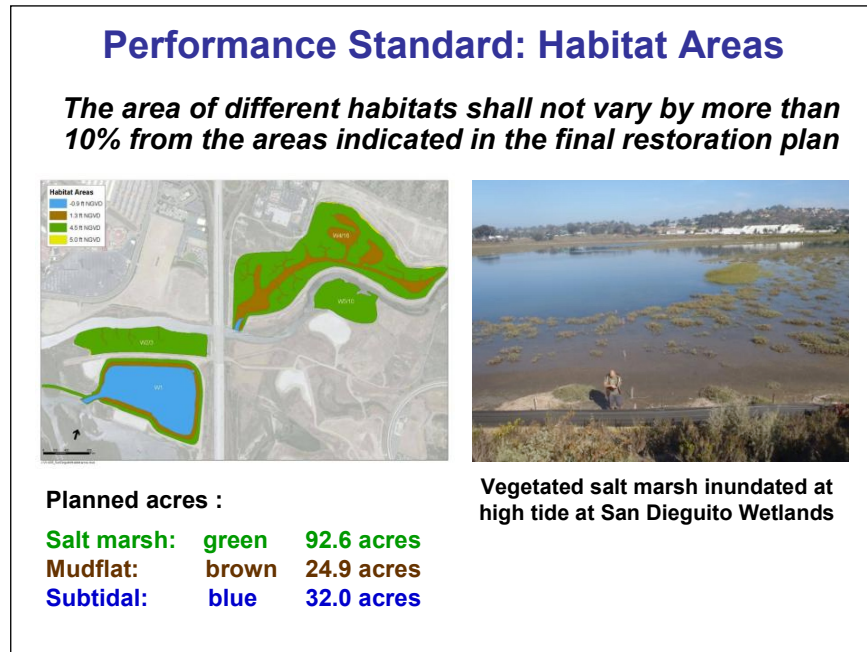 Performance Standard: Habitat Areas
The area of different habitats shall not vary by more than
10% from the areas indicated in the final restoration plan
Habitat Areas
-0.9 ft NGVD
1.3 ft NGVD
4.5 ft NGVD
5.0 ft NGVD
W4/16
W5/10
W2/3
W1
Planned acres :
Salt marsh: green 92.6 acres
Mudflat: brown 24.9 acres
Subtidal: blue 32.0 acres
Vegetated salt marsh inundated at
high tide at San Dieguito Wetlands